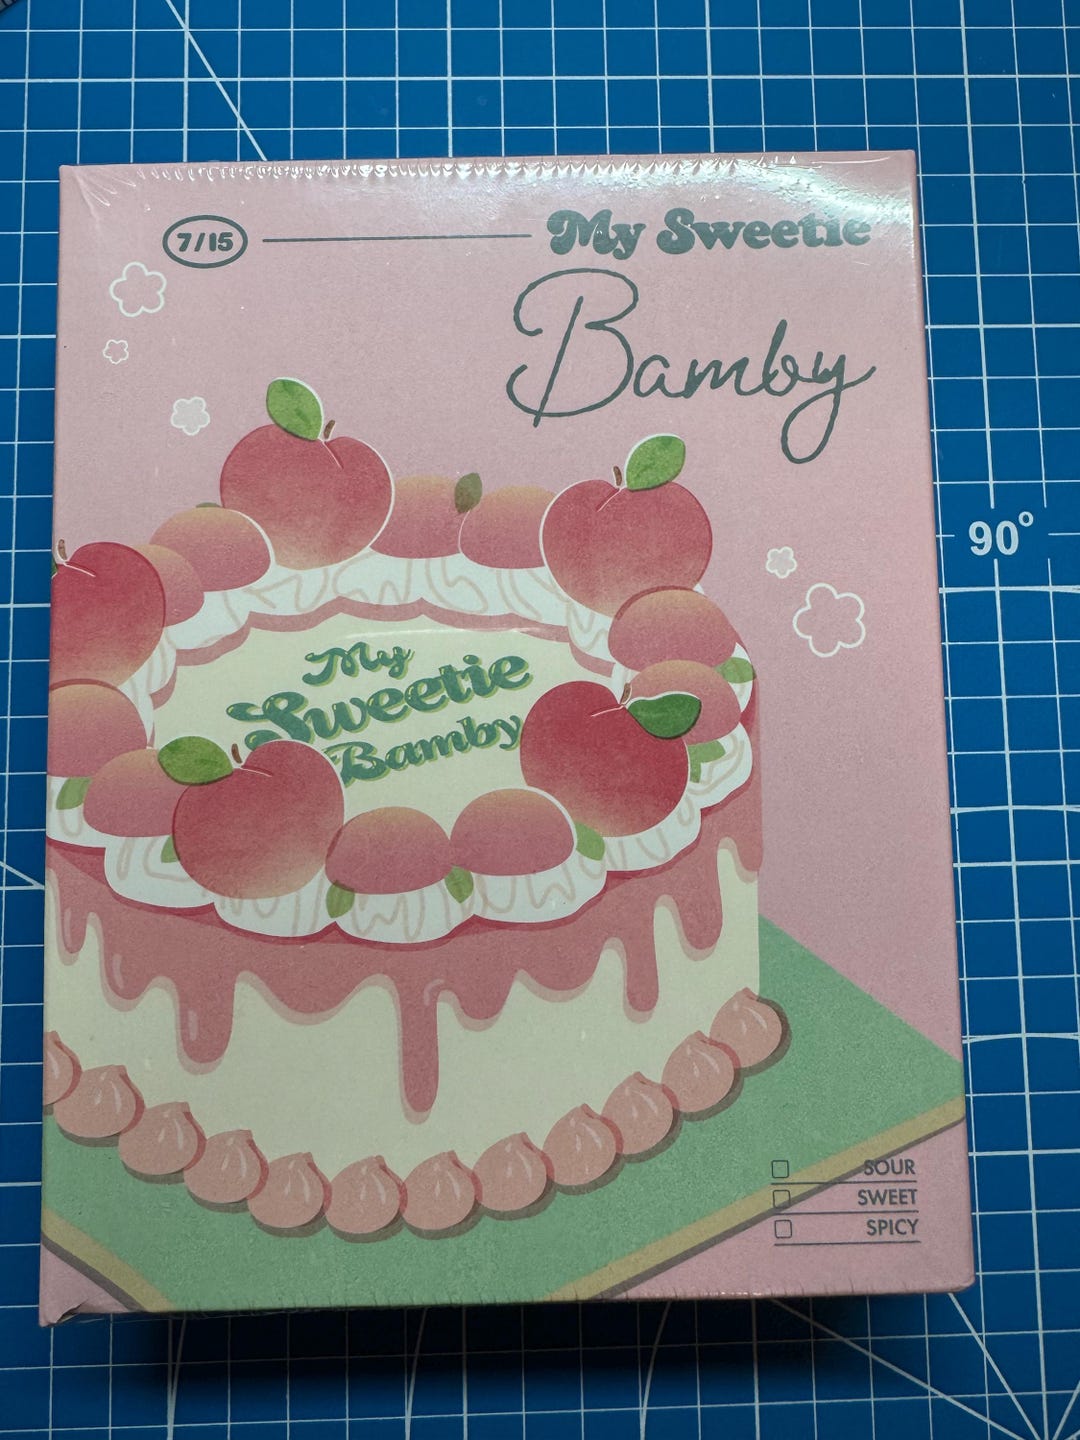 7/15
My Sweetie
Bamby
My
Sweetie
Bamby
90°
SOUR
SWEET
SPICY